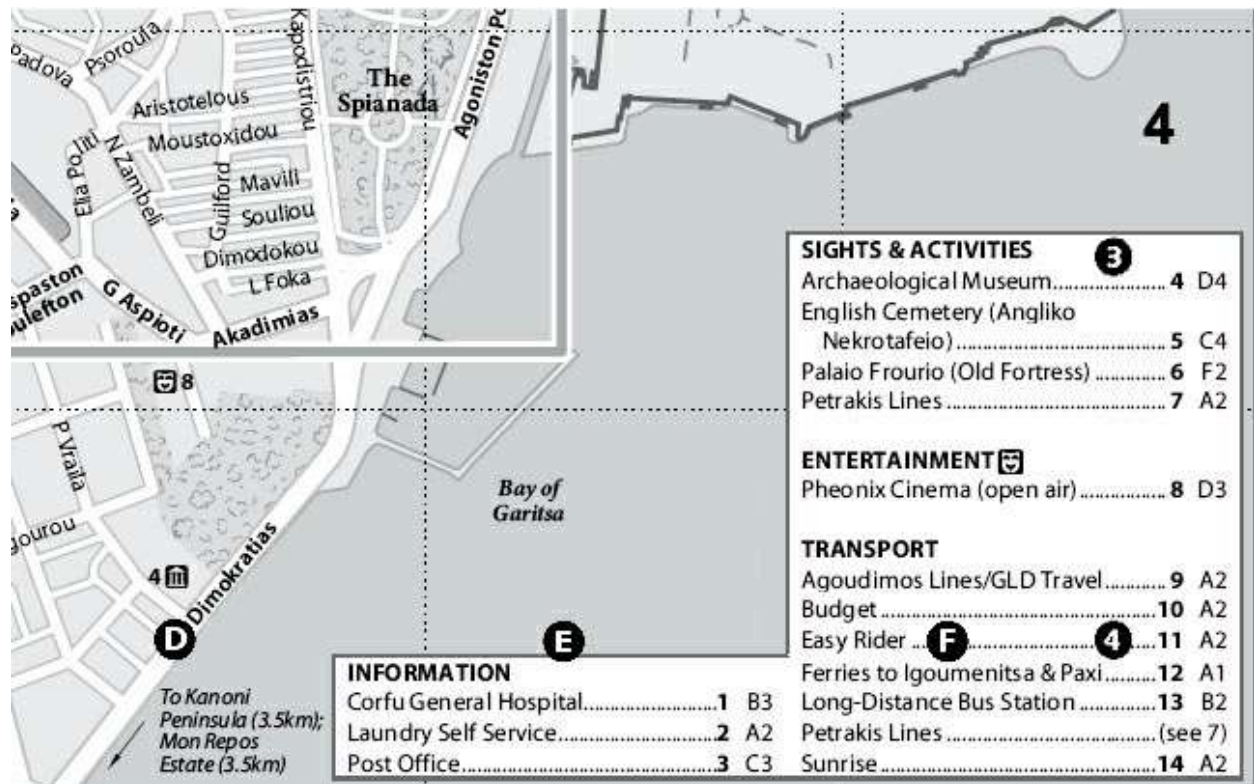 Padova
Psoroula
Kapodistriou
The
Spianada
Agoniston Po
Aristotelous
Moustoxidou
Elia Politi
N Zambeli
Guilford
Mavili
Souliou
Dimodokou
L Foka
spaston
ulefton
G Aspioti
Akadimias
4
8
P Vraila
gourou
4
Dimokratias
Bay of
Garitsa
D
E
F
3
4
To Kanoni
Peninsula (3.5km);
Mon Repos
Estate (3.5km)
INFORMATION
Corfu General Hospital 1 B3
Laundry Self Service 2 A2
Post Office 3 C3
SIGHTS & ACTIVITIES
Archaeological Museum 4 D4
English Cemetery (Angliko
Nekrotafeio) 5 C4
Palaio Frourio (Old Fortress) 6 F2
Petrakis Lines 7 A2
ENTERTAINMENT
Pheonix Cinema (open air) 8 D3
TRANSPORT
Agoudimos Lines/GLD Travel 9 A2
Budget 10 A2
Easy Rider 11 A2
Ferries to Igoumenitsa & Paxi 12 A1
Long-Distance Bus Station 13 B2
Petrakis Lines (see 7)
Sunrise 14 A2